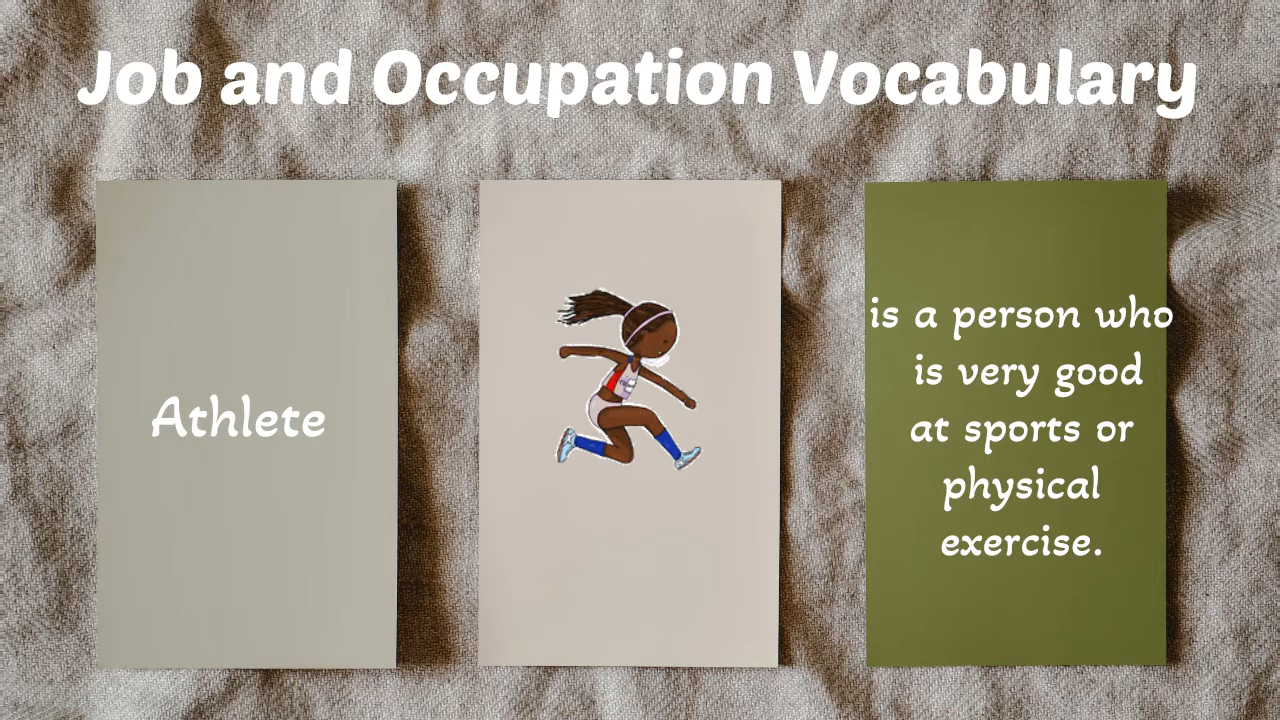 Job and Occupation Vocabulary
Athlete
is a person who
is very good
at sports or
physical
exercise.